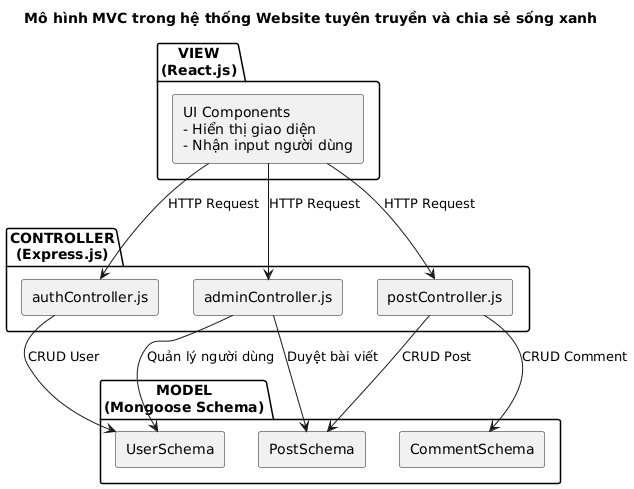 Mô hình MVC trong hệ thống Website tuyên truyền và chia sẻ sống xanh
VIEW
(React.js)
UI Components
- Hiển thị giao diện
- Nhận input người dùng
HTTP Request
HTTP Request
HTTP Request
CONTROLLER
(Express.js)
authController.js
adminController.js
postController.js
CRUD User
Quản lý người dùng
Duyệt bài viết
CRUD Post
CRUD Comment
MODEL
(Mongoose Schema)
UserSchema
PostSchema
CommentSchema